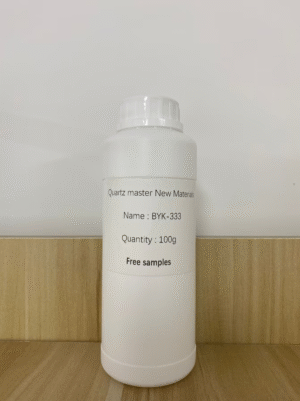 Quartz master New Materials
Name : BYK-333
Quantity : 100g
Free samples